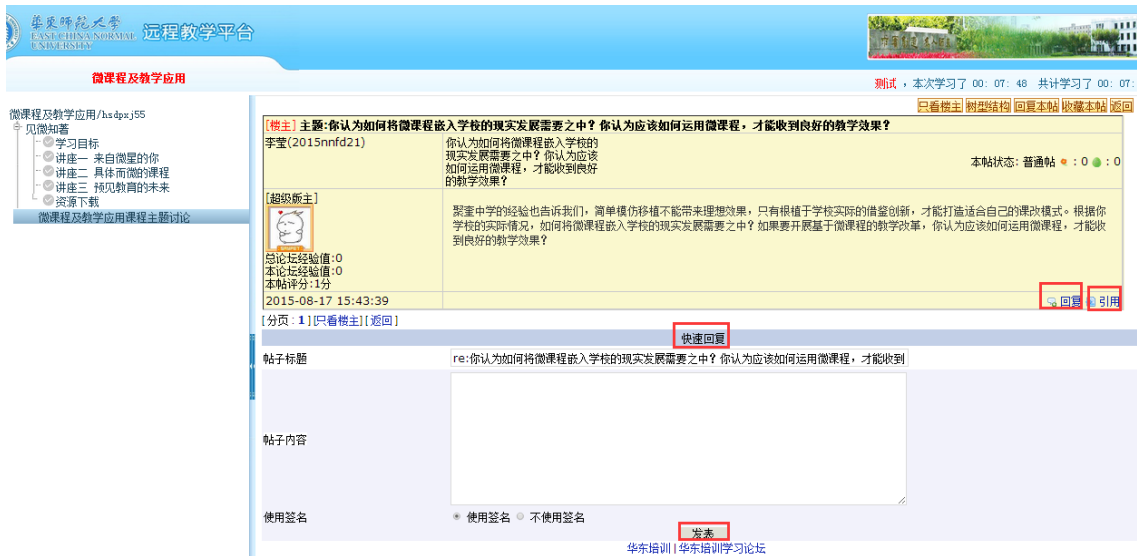 華東師範大學
EAST CHINA NORMAL
UNIVERSITY
远程教学平台
微课程及教学应用
测试 , 本次学习了 00: 07: 48 共计学习了 00: 07:
微课程及教学应用/hsdpxj55
见微知著
学习目标
讲座一 来自微星的你
讲座二 具体而微的课程
讲座三 预见教育的未来
资源下载
微课程及教学应用课程主题讨论
只看楼主 树型结构 回复本帖 收藏本帖 返回
[楼主] 主题:你认为如何将微课程嵌入学校的现实发展需要之中? 你认为应该如何运用微课程，才能收到良好的教学效果?
李莹(2015nnfd21)
你认为如何将微课程嵌入学校的
现实发展需要之中? 你认为应该
如何运用微课程，才能收到良好
的教学效果?
本帖状态: 普通帖 : 0 : 0
[超级版主]
聚奎中学的经验也告诉我们，简单模仿移植不能带来理想效果，只有根植于学校实际的借鉴创新，才能打造适合自己的课改模式。根据你
学校的实际情况，如何将微课程嵌入学校的现实发展需要之中? 如果要开展基于微课程的教学改革，你认为应该如何运用微课程，才能收
到良好的教学效果?
总论坛经验值:0
本论坛经验值:0
本帖评分:1分
2015-08-17 15:43:39
回复 引用
[分页 : 1 ][只看楼主][返回]
快速回复
帖子标题
re:你认为如何将微课程嵌入学校的现实发展需要之中? 你认为应该如何运用微课程，才能收到
帖子内容
使用签名
使用签名 不使用签名
发表
华东培训 | 华东培训学习论坛